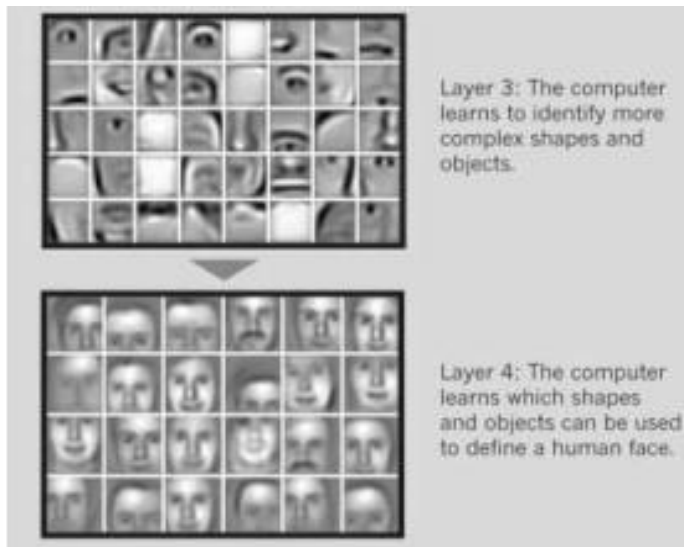 Layer 3: The computer
learns to identify more
complex shapes and
objects.
Layer 4: The computer
learns which shapes
and objects can be used
to define a human face.